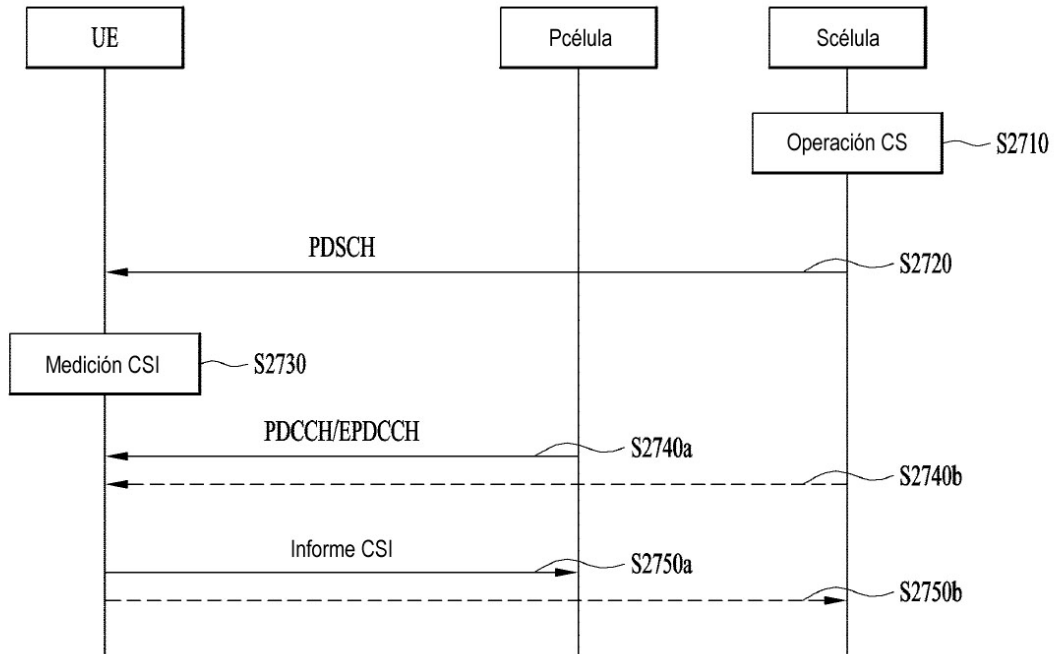 UE
Pcélula
Scélula
Operación CS
S2710
PDSCH
S2720
Medición CSI
S2730
PDCCH/EPDCCH
S2740a
S2740b
Informe CSI
S2750a
S2750b